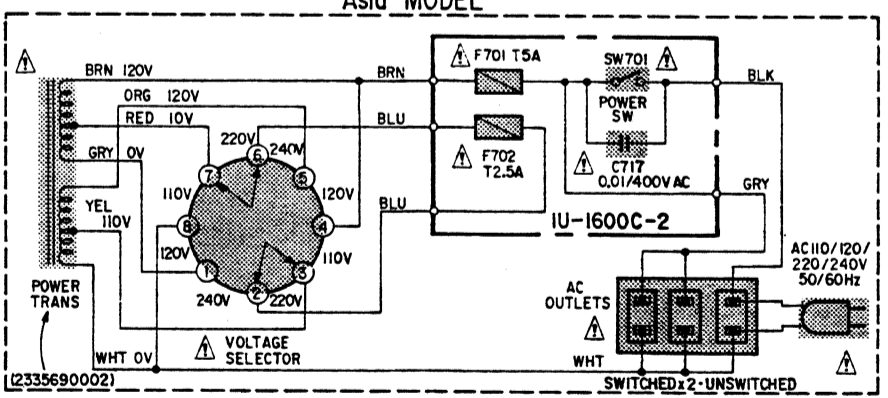 Asia MODEL
BRN 120V
ORG 120V
RED 10V
GRY 0V
YEL
110V
POWER
TRANS
(2335690002)
WHT 0V
220V
240V
7
6
5
110V
120V
8
4
120V
110V
1
2
3
240V
220V
VOLTAGE
SELECTOR
BRN
BLU
BLU
F701 T5A
F702
T2.5A
SW701
POWER
SW
C717
0.01/400V AC
IU-1600C-2
BLK
GRY
AC
OUTLETS
AC110/120/
220/240V
50/60Hz
WHT
SWITCHED x 2 - UNSWITCHED